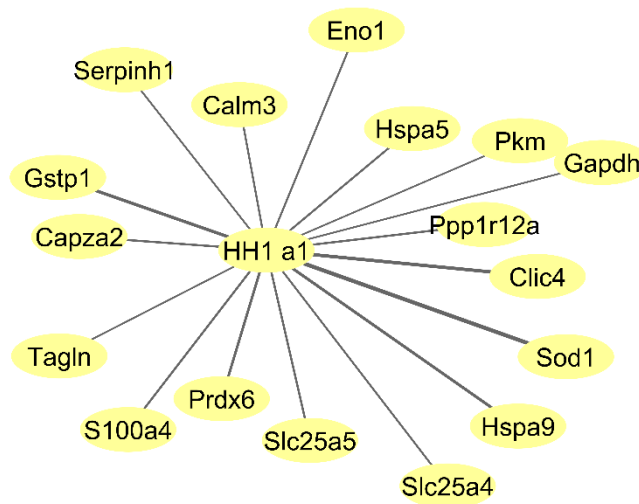 Eno1
Serpinh1
Calm3
Hspa5
Pkm
Gapdh
Gstp1
Ppp1r12a
Capza2
HH1 a1
Clic4
Tagln
Sod1
Prdx6
S100a4
Slc25a5
Hspa9
Slc25a4